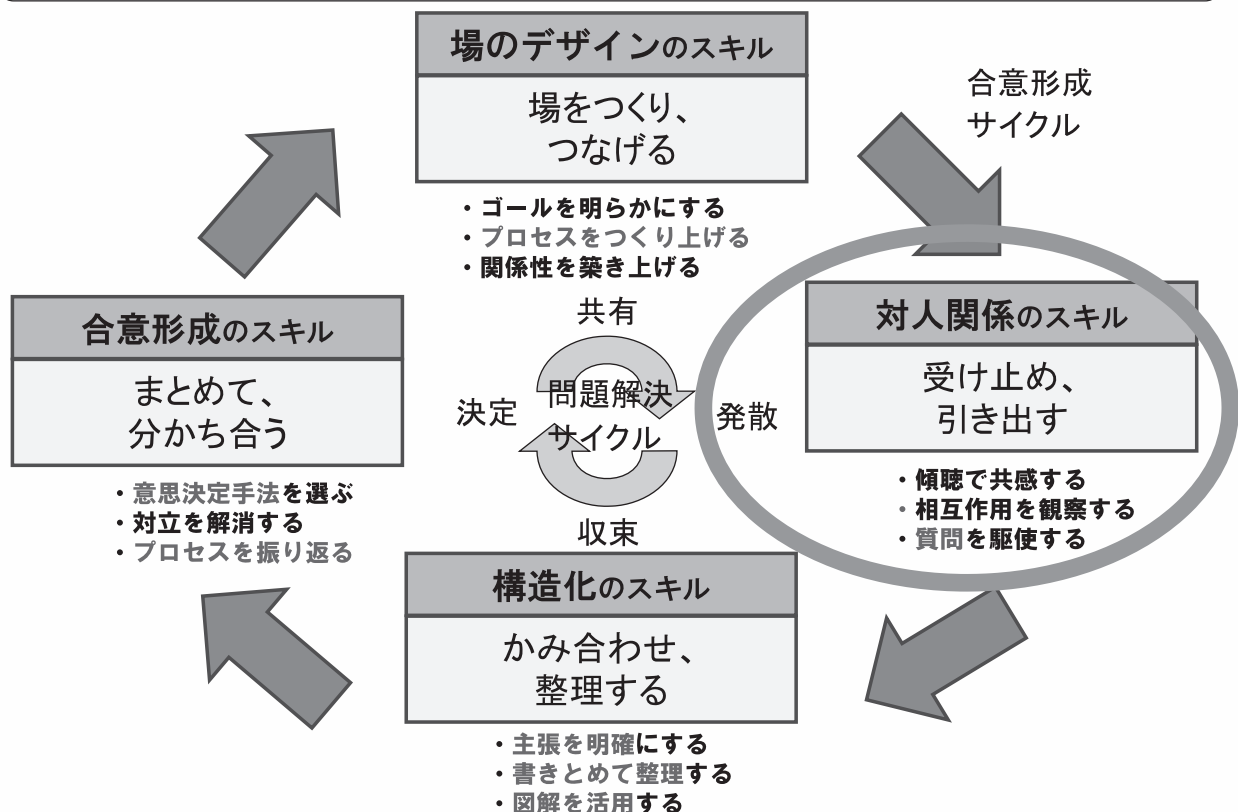 場のデザインのスキル
場をつくり、
つなげる
・ゴールを明らかにする
・プロセスをつくり上げる
・関係性を築き上げる
合意形成
サイクル
対人関係のスキル
受け止め、
引き出す
・傾聴で共感する
・相互作用を観察する
・質問を駆使する
共有
発散
収束
決定
問題解決
サイクル
構造化のスキル
かみ合わせ、
整理する
・主張を明確にする
・書きとめて整理する
・図解を活用する
合意形成のスキル
まとめて、
分かち合う
・意思決定手法を選ぶ
・対立を解消する
・プロセスを振り返る